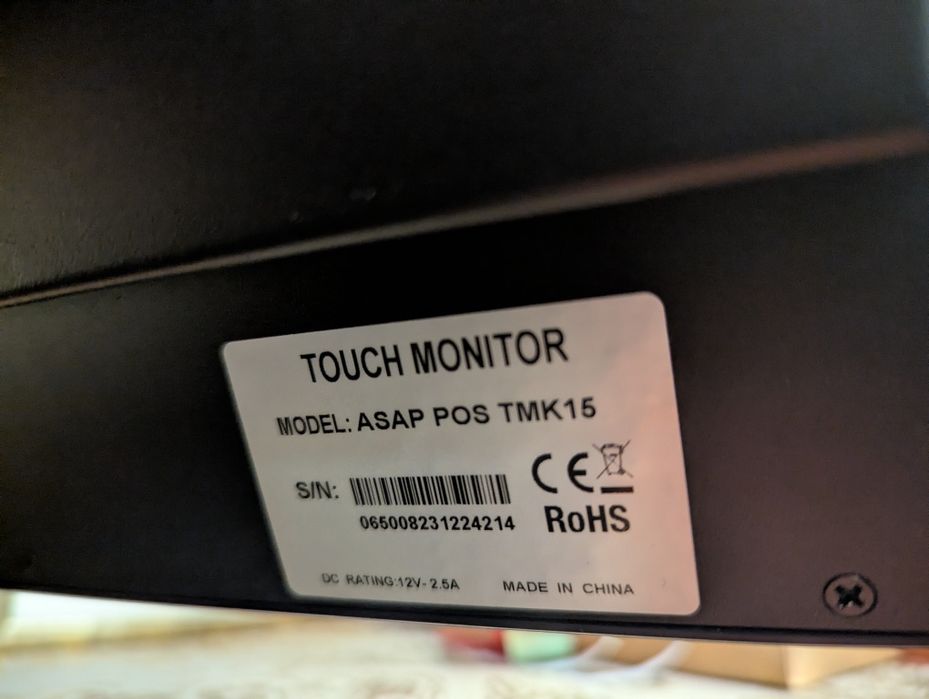 TOUCH MONITOR
MODEL: ASAP POS TMK15
S/N:
065008231224214
CE
RoHS
DC RATING:12V- 2.5A
MADE IN CHINA